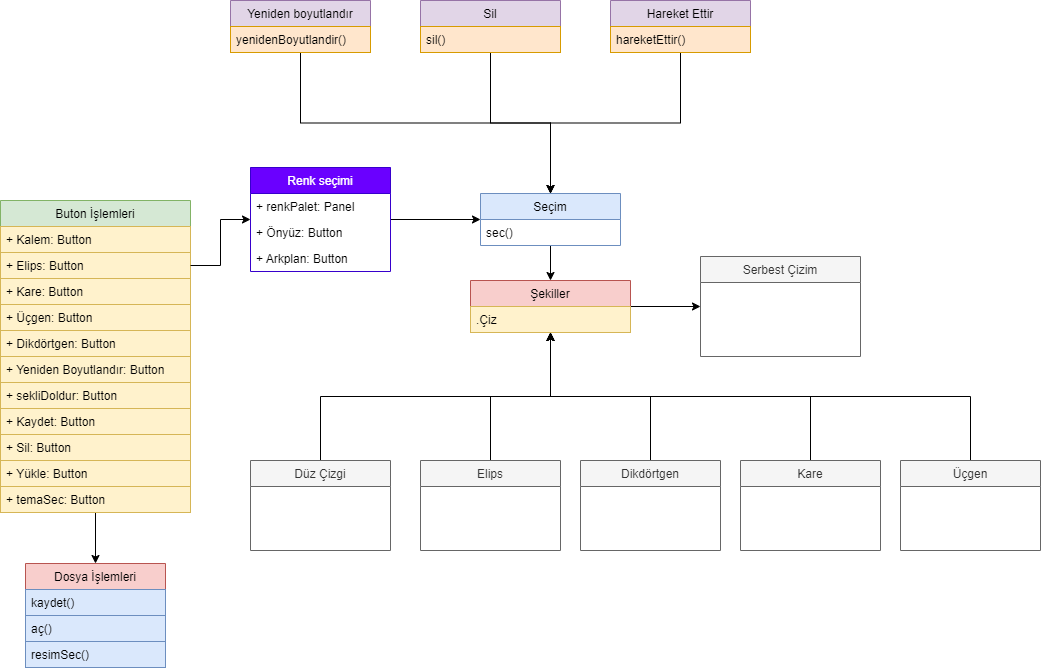 Yeniden boyutlandır
yenidenBoyutlandir()
Sil
sil()
Hareket Ettir
hareketEttir()
Renk seçimi
+ renkPalet: Panel
+ Önyüz: Button
+ Arkplan: Button
Seçim
sec()
Buton İşlemleri
+ Kalem: Button
+ Elips: Button
+ Kare: Button
+ Üçgen: Button
+ Dikdörtgen: Button
+ Yeniden Boyutlandır: Button
+ sekliDoldur: Button
+ Kaydet: Button
+ Sil: Button
+ Yükle: Button
+ temaSec: Button
Şekiller
.Çiz
Serbest Çizim
Düz Çizgi
Elips
Dikdörtgen
Kare
Üçgen
Dosya İşlemleri
kaydet()
aç()
resimSec()